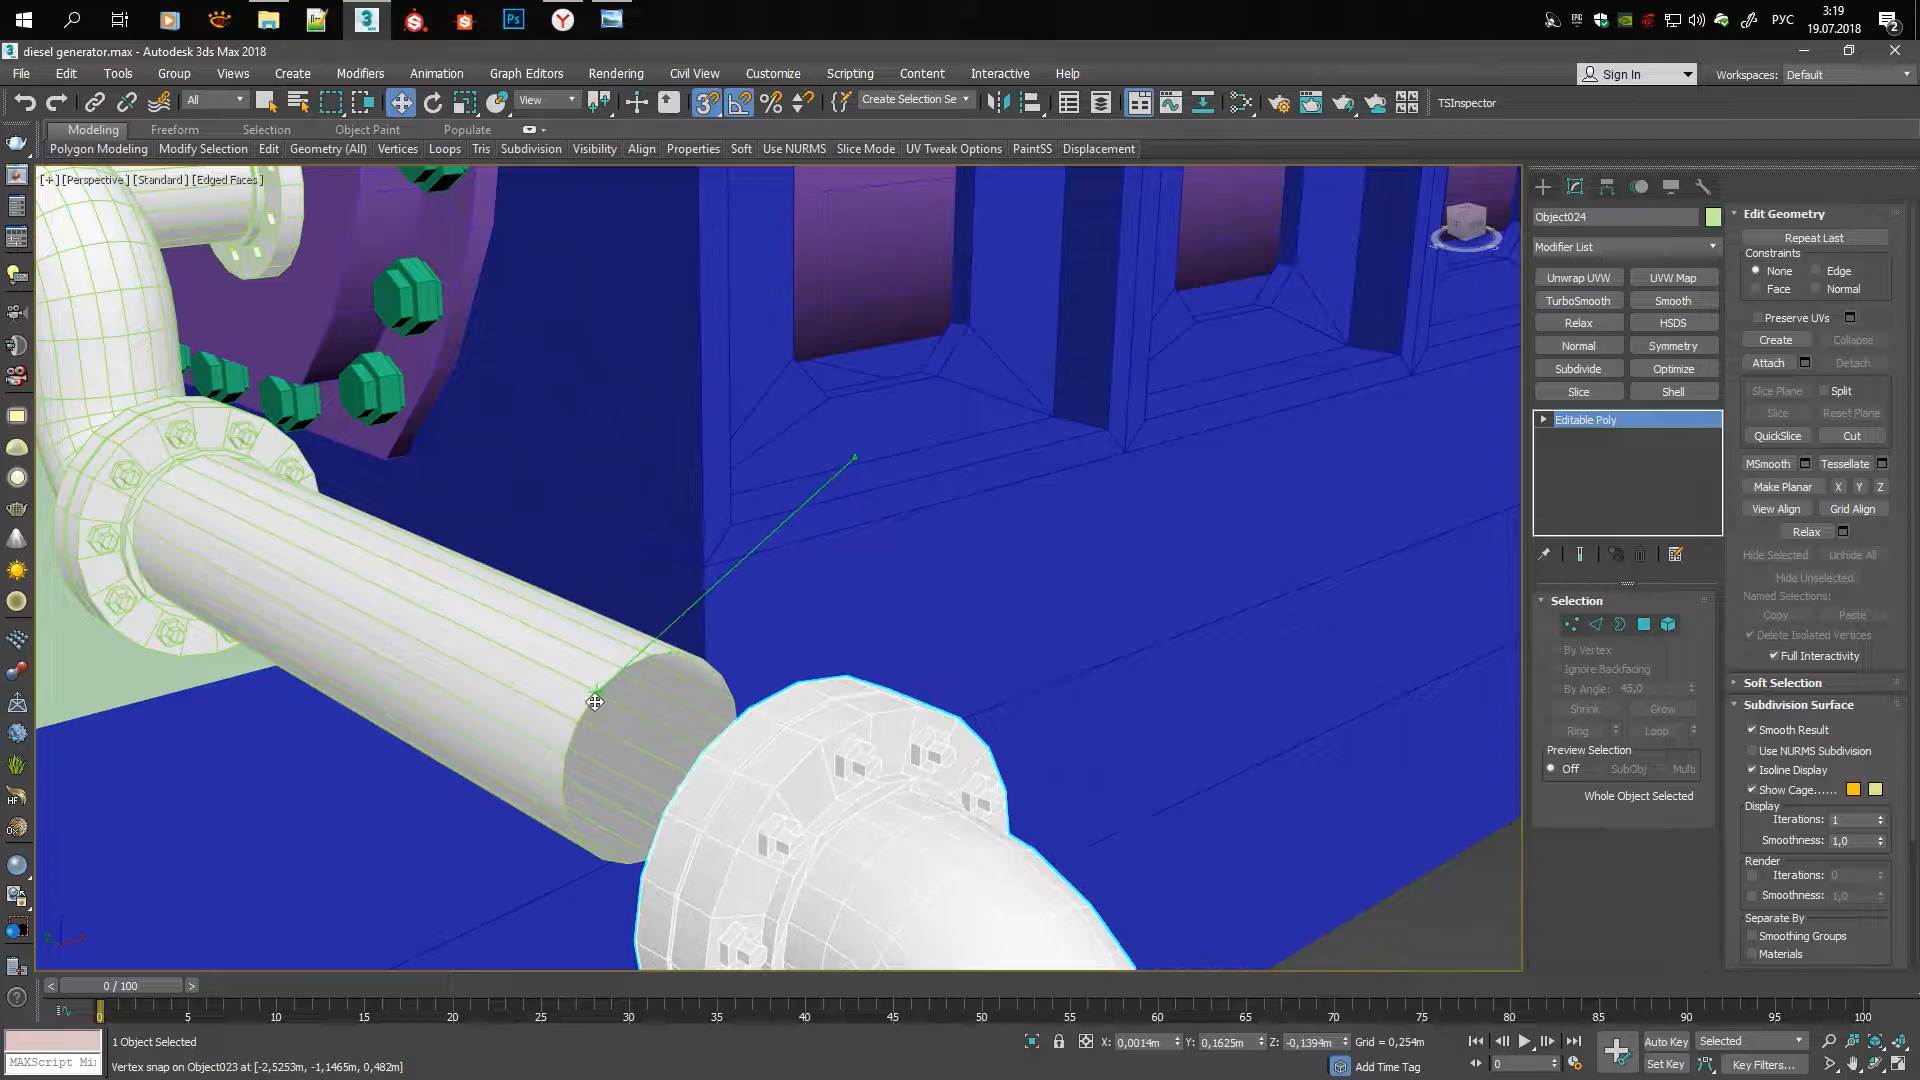 3:19
РУС
19.07.2018
2
diesel generator.max - Autodesk 3ds Max 2018
File Edit Tools Group Views Create Modifiers Animation Graph Editors Rendering Civil View Customize Scripting Content Interactive Help
Sign In
Workspaces: Default
All
View
Create Selection Se
TSInspector
Modeling Freeform Selection Object Paint Populate
Polygon Modeling Modify Selection Edit Geometry (All) Vertices Loops Tris Subdivision Visibility Align Properties Soft Use NURMS Slice Mode UV Tweak Options PaintSS Displacement
[+] [Perspective] [Standard] [Edged Faces]
Object024
Modifier List
Unwrap UVW UVW Map
TurboSmooth Smooth
Relax HSDS
Normal Symmetry
Subdivide Optimize
Slice Shell
Editable Poly
Selection
By Vertex
Ignore Backfacing
By Angle: 45,0
Shrink Grow
Ring Loop
Preview Selection
Off SubObj Multi
Whole Object Selected
Edit Geometry
Repeat Last
Constraints
None Edge
Face Normal
Preserve UVs
Create Collapse
Attach Detach
Slice Plane Split
Slice Reset Plane
QuickSlice Cut
MSmooth Tessellate
Make Planar X Y Z
View Align Grid Align
Relax
Hide Selected Unhide All
Hide Unselected
Named Selections:
Copy Paste
Delete Isolated Vertices
Full Interactivity
Soft Selection
Subdivision Surface
Smooth Result
Use NURMS Subdivision
Isoline Display
Show Cage......
Display
Iterations: 1
Smoothness: 1,0
Render
Iterations: 0
Smoothness: 1,0
Separate By
Smoothing Groups
Materials
< 0 / 100 >
0 5 10 15 20 25 30 35 40 45 50 55 60 65 70 75 80 85 90 95 100
1 Object Selected
X: 0,0014m Y: 0,1625m Z: -0,1394m Grid = 0,254m
Auto Key Selected
MAXScript Mi
Vertex snap on Object023 at [-2,5253m, -1,1465m, 0,482m]
Add Time Tag
0
Set Key Key Filters...